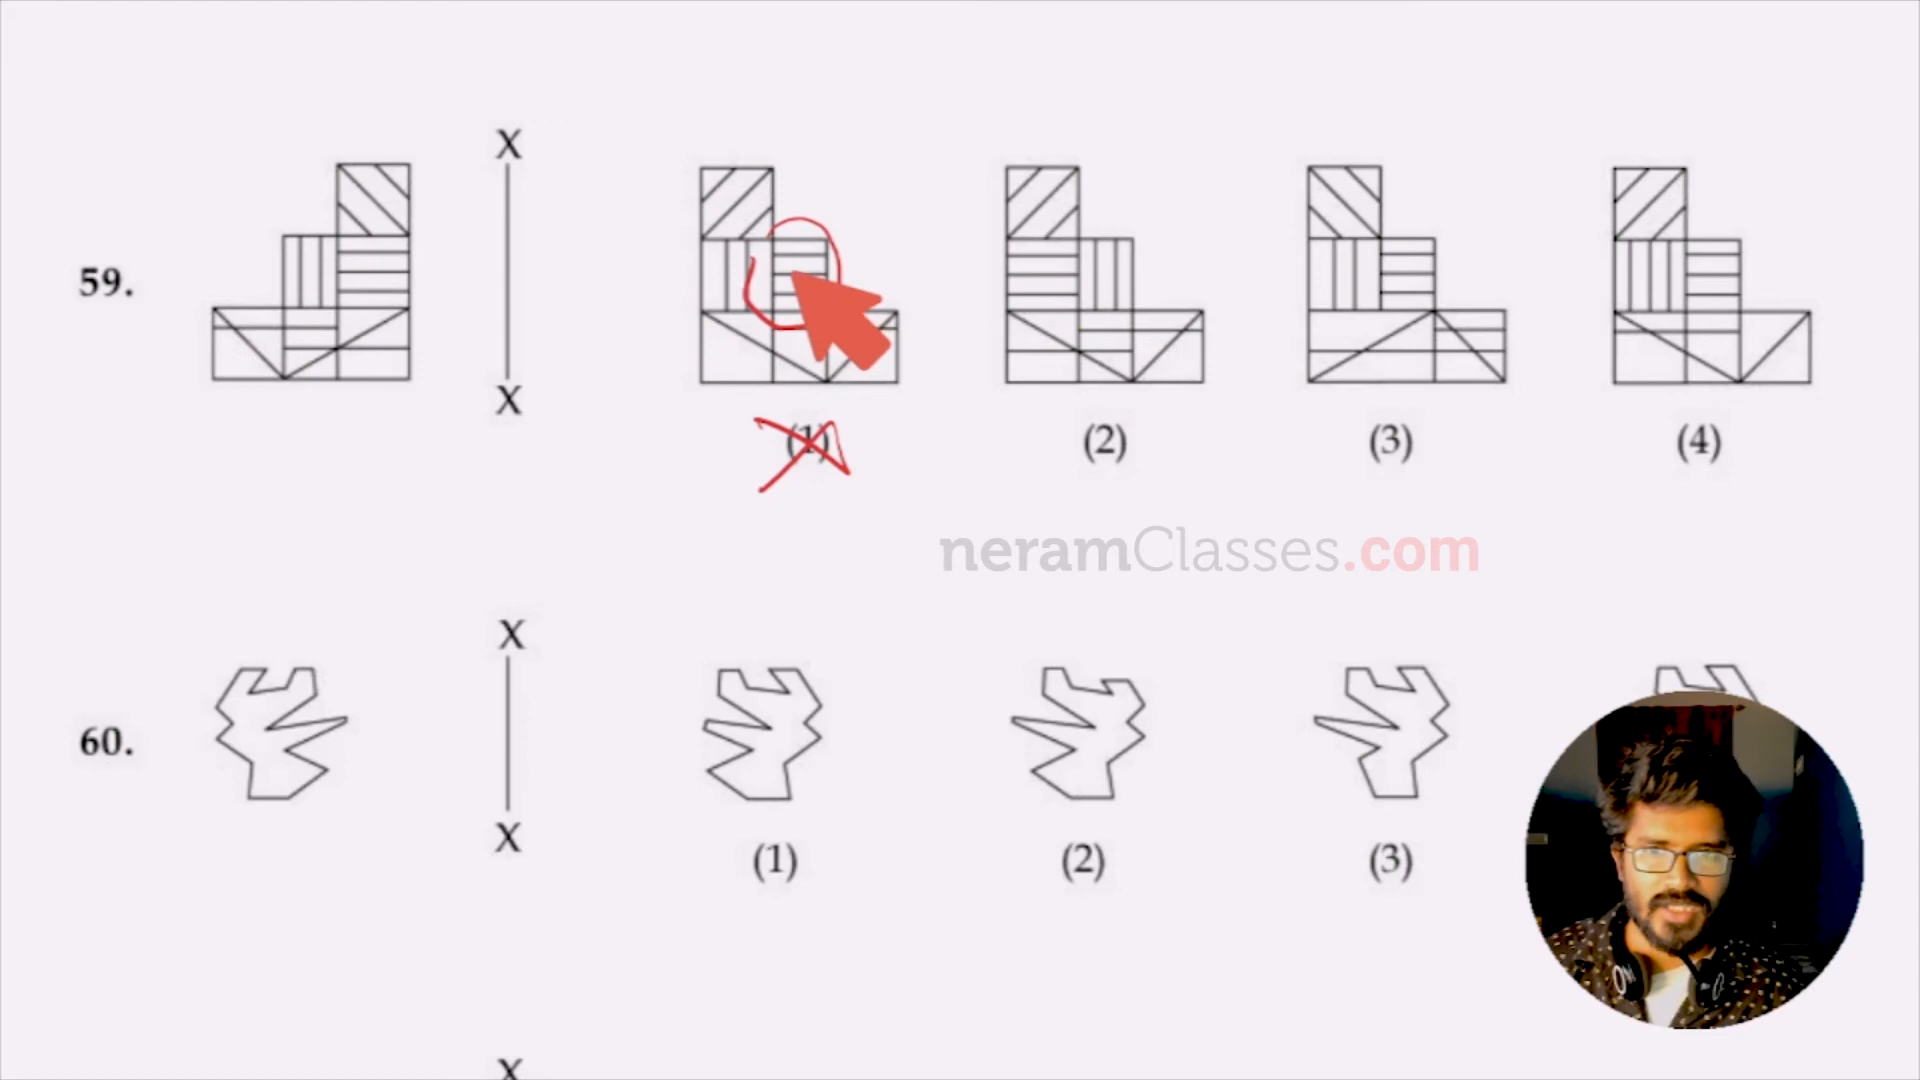 X
59.
X
(1) (2) (3) (4)
neramClasses.com
X
60.
X
(1) (2) (3)
X